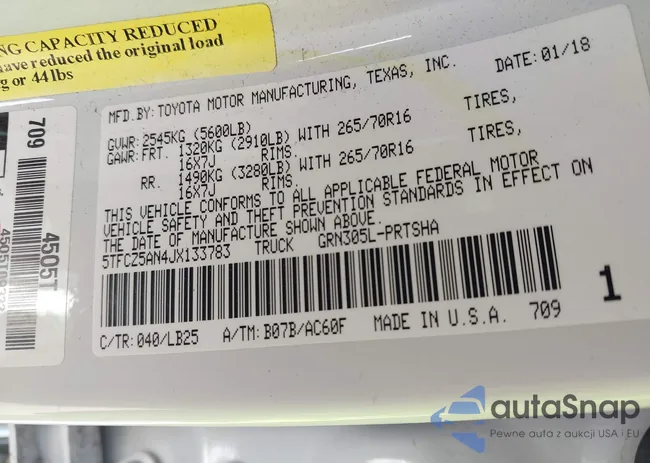 NG CAPACITY REDUCED
have reduced the original load
g or 44 lbs
709
4505T
MFD.BY:TOYOTA MOTOR MANUFACTURING, TEXAS, INC. DATE:01/18
GVWR:2545KG (5600LB)
GAWR:FRT. 1320KG (2910LB) WITH 265/70R16 TIRES,
16X7J RIMS.
RR. 1490KG (3280LB) WITH 265/70R16 TIRES,
16X7J RIMS.
THIS VEHICLE CONFORMS TO ALL APPLICABLE FEDERAL MOTOR
VEHICLE SAFETY AND THEFT PREVENTION STANDARDS IN EFFECT ON
THE DATE OF MANUFACTURE SHOWN ABOVE.
5TFCZ5AN4JX133783 TRUCK GRN305L-PRTSHA
1
C/TR:040/LB25 A/TM:B07B/AC60F MADE IN U.S.A. 709
autaSnap
Pewne auta z aukcji USA i EU